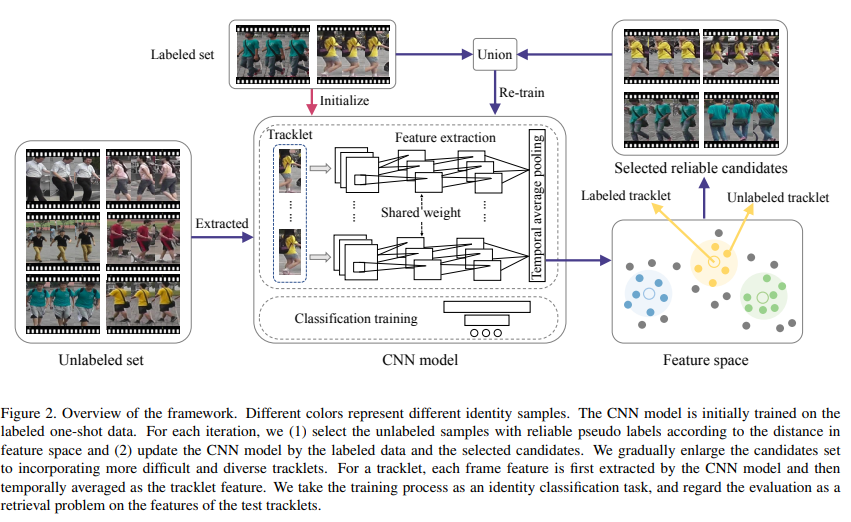 Labeled set
Union
Initialize
Re-train
Selected reliable candidates
Tracklet
Feature extraction
Shared weight
Temporal average pooling
Extracted
Labeled tracklet
Unlabeled tracklet
Classification training
Unlabeled set
CNN model
Feature space
Figure 2. Overview of the framework. Different colors represent different identity samples. The CNN model is initially trained on the
labeled one-shot data. For each iteration, we (1) select the unlabeled samples with reliable pseudo labels according to the distance in
feature space and (2) update the CNN model by the labeled data and the selected candidates. We gradually enlarge the candidates set
to incorporating more difficult and diverse tracklets. For a tracklet, each frame feature is first extracted by the CNN model and then
temporally averaged as the tracklet feature. We take the training process as an identity classification task, and regard the evaluation as a
retrieval problem on the features of the test tracklets.